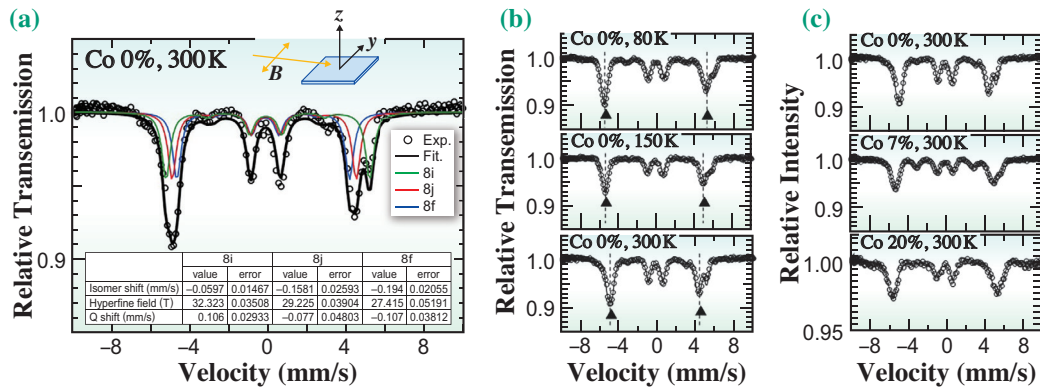 (a)
z
y
B
Co 0%, 300K
Relative Transemission
1.0
0.9
Exp.
Fit.
8i
8j
8f
8i 8j 8f
value error value error value error
Isomer shift (mm/s) −0.0597 0.01467 −0.1581 0.02593 −0.194 0.02055
Hyperfine field (T) 32.323 0.03508 29.225 0.03904 27.415 0.05191
Q shift (mm/s) 0.106 0.02933 −0.077 0.04803 −0.107 0.03812
−8 −4 0 4 8
Velocity (mm/s)
(b)
Co 0%, 80K
1.0
0.9
Co 0%, 150K
1.0
0.9
Co 0%, 300K
1.0
0.9
Relative Transemission
−8 −4 0 4 8
Velocity (mm/s)
(c)
Co 0%, 300K
1.0
0.9
Co 7%, 300K
1.0
0.9
Co 20%, 300K
1.00
0.95
Relative Intensity
−8 −4 0 4 8
Velocity (mm/s)